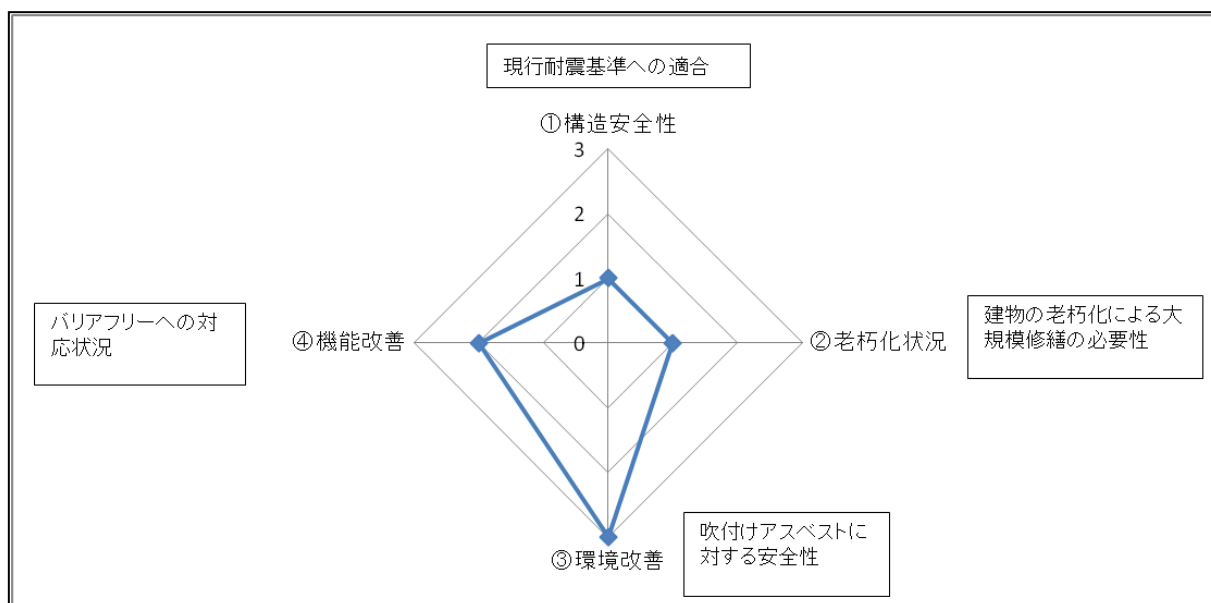 現行耐震基準への適合
①構造安全性
3
2
1
0
バリアフリーへの対
応状況
④機能改善
②老朽化状況
建物の老朽化による大
規模修繕の必要性
③環境改善
吹付けアスベストに
対する安全性